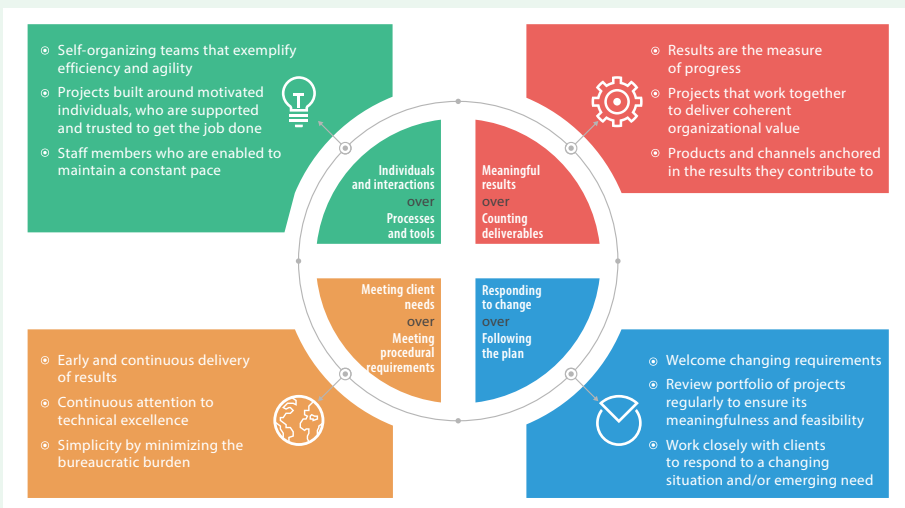 Self-organizing teams that exemplify
efficiency and agility
Projects built around motivated
individuals, who are supported
and trusted to get the job done
Staff members who are enabled to
maintain a constant pace
Results are the measure
of progress
Projects that work together
to deliver coherent
organizational value
Products and channels anchored
in the results they contribute to
Individuals
and interactions
over
Processes
and tools
Meaningful
results
over
Counting
deliverables
Meeting client
needs
over
Meeting
procedural
requirements
Responding
to change
over
Following
the plan
Early and continuous delivery
of results
Continuous attention to
technical excellence
Simplicity by minimizing the
bureaucratic burden
Welcome changing requirements
Review portfolio of projects
regularly to ensure its
meaningfulness and feasibility
Work closely with clients
to respond to a changing
situation and/or emerging need